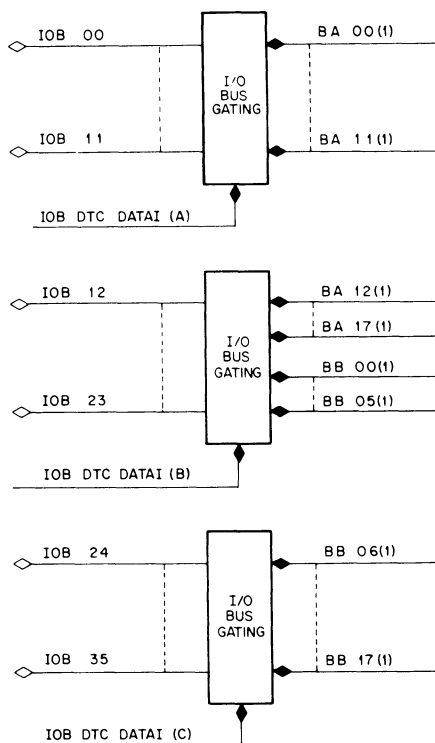 IOB 00
BA 00(1)
I/O
BUS
GATING
IOB 11
BA 11(1)
IOB DTC DATAI (A)
IOB 12
BA 12(1)
BA 17(1)
I/O
BUS
GATING
BB 00(1)
IOB 23
BB 05(1)
IOB DTC DATAI (B)
IOB 24
BB 06(1)
I/O
BUS
GATING
IOB 35
BB 17(1)
IOB DTC DATAI (C)